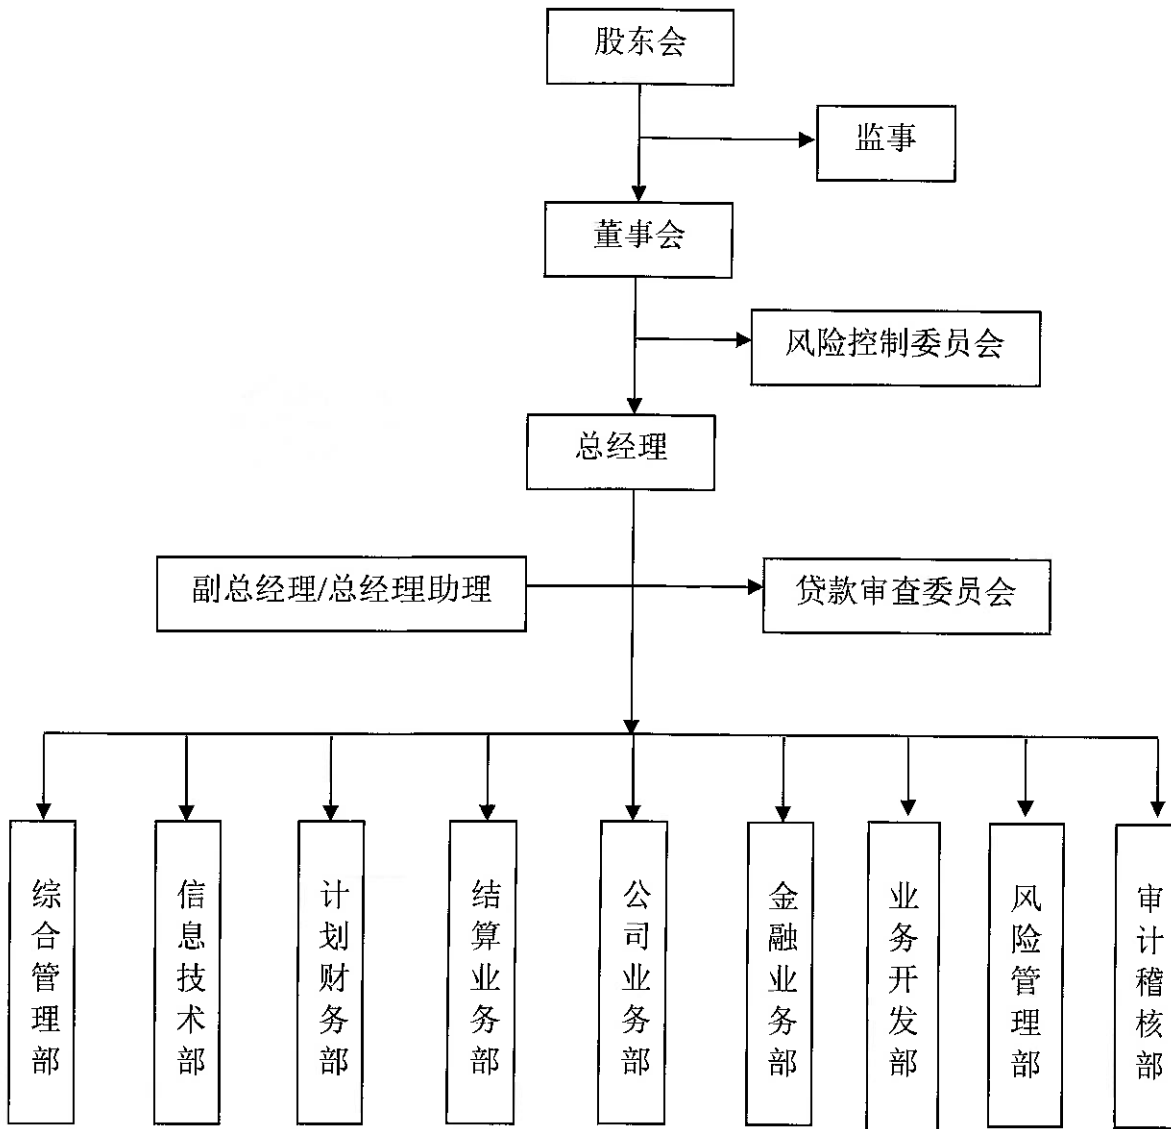 股东会
监事
董事会
风险控制委员会
总经理
副总经理/总经理助理
贷款审查委员会
综合管理部
信息技术部
计划财务部
结算业务部
公司业务部
金融业务部
业务开发部
风险管理部
审计稽核部